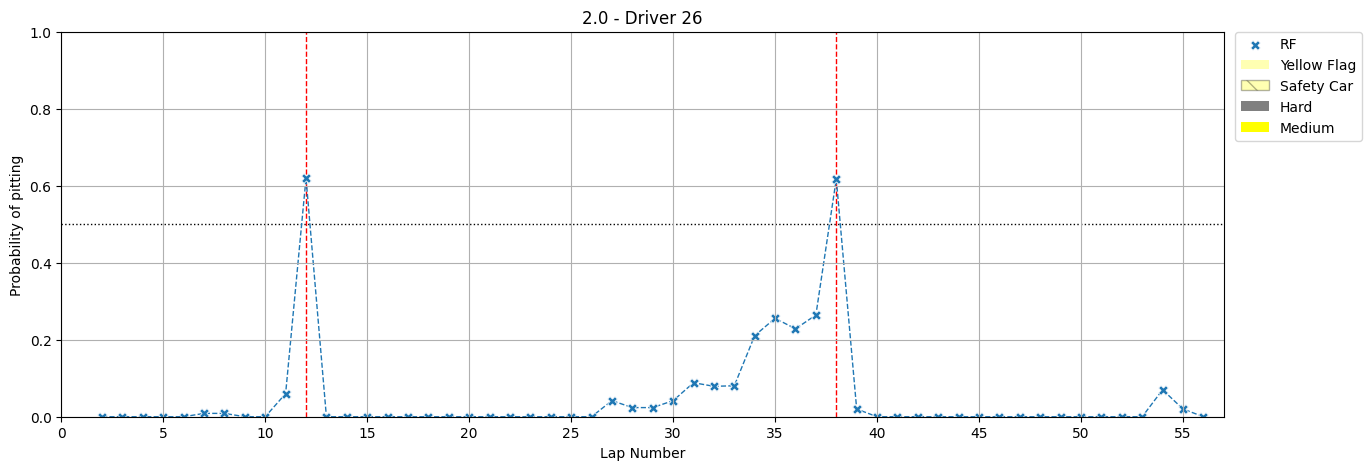 2.0 - Driver 26
1.0
0.8
0.6
0.4
0.2
0.0
Probability of pitting
0 5 10 15 20 25 30 35 40 45 50 55
Lap Number
RF
Yellow Flag
Safety Car
Hard
Medium